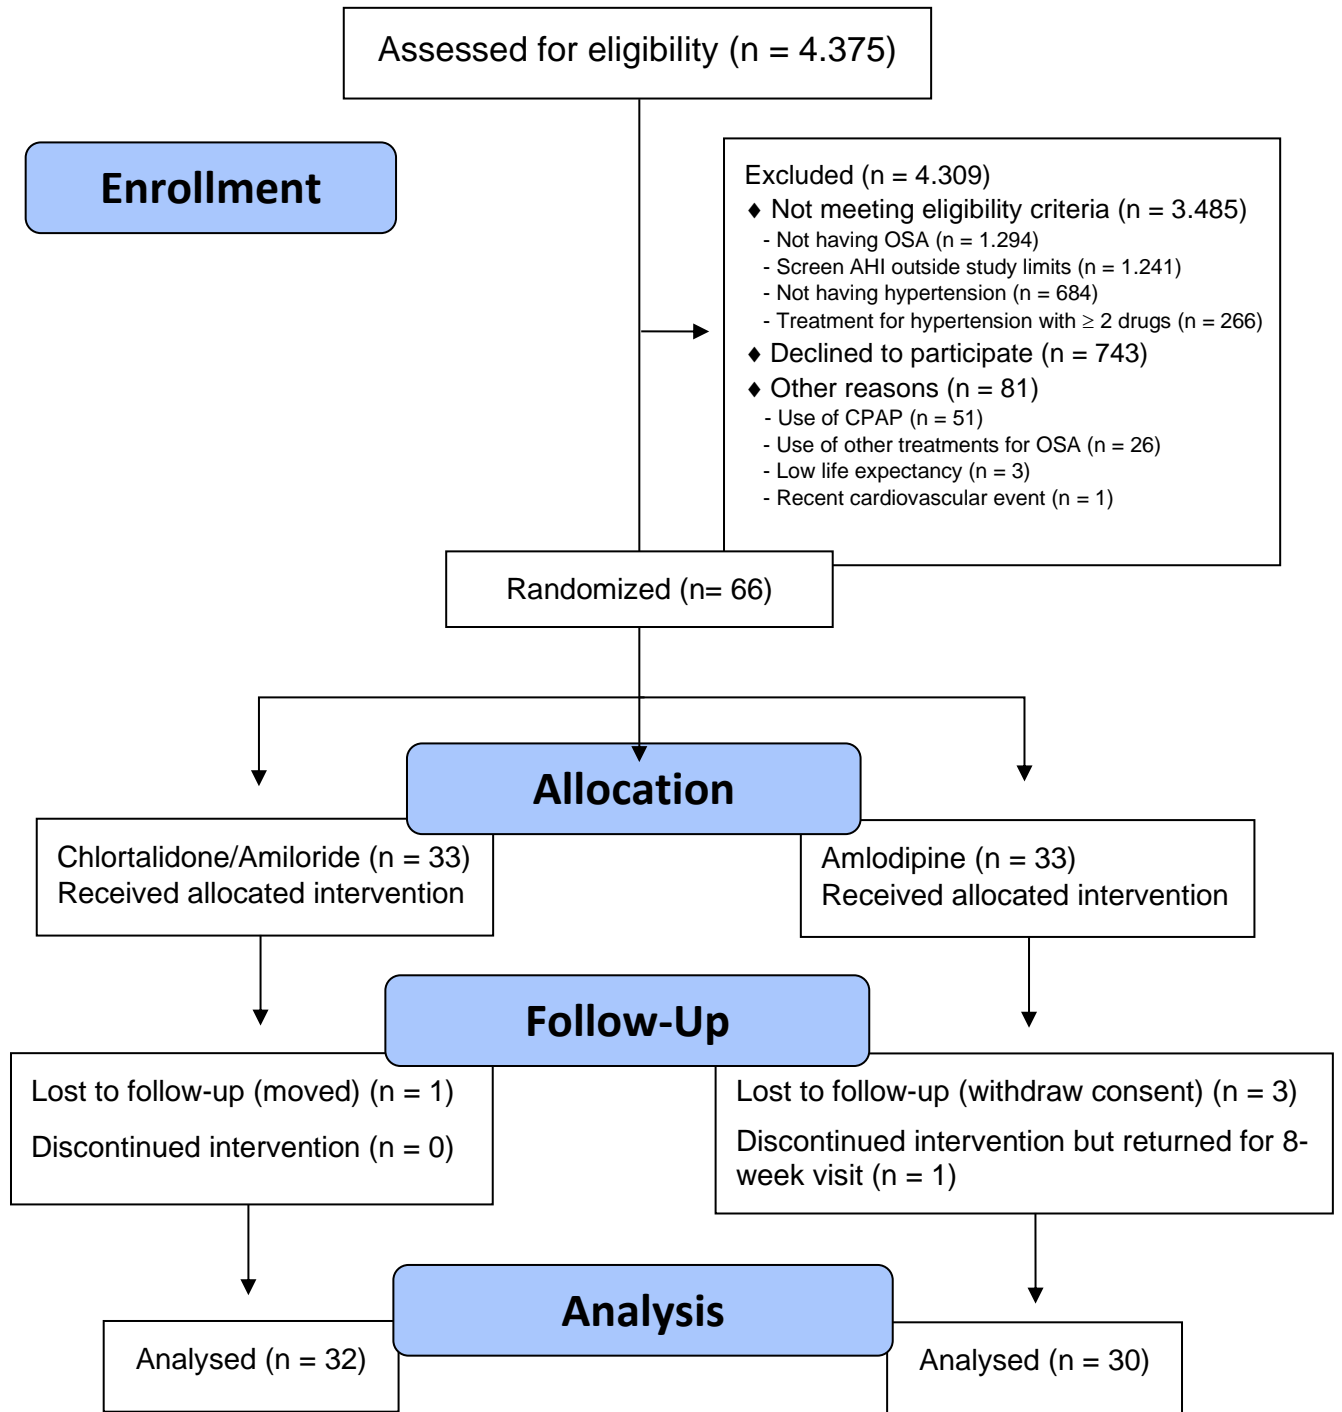 Assessed for eligibility (n = 4.375)
Enrollment
Excluded (n = 4.309)
♦ Not meeting eligibility criteria (n = 3.485)
- Not having OSA (n = 1.294)
- Screen AHI outside study limits (n = 1.241)
- Not having hypertension (n = 684)
- Treatment for hypertension with ≥ 2 drugs (n = 266)
♦ Declined to participate (n = 743)
♦ Other reasons (n = 81)
- Use of CPAP (n = 51)
- Use of other treatments for OSA (n = 26)
- Low life expectancy (n = 3)
- Recent cardiovascular event (n = 1)
Randomized (n= 66)
Allocation
Chlortalidone/Amiloride (n = 33)
Received allocated intervention
Amlodipine (n = 33)
Received allocated intervention
Follow-Up
Lost to follow-up (moved) (n = 1)
Discontinued intervention (n = 0)
Lost to follow-up (withdraw consent) (n = 3)
Discontinued intervention but returned for 8-
week visit (n = 1)
Analysis
Analysed (n = 32)
Analysed (n = 30)